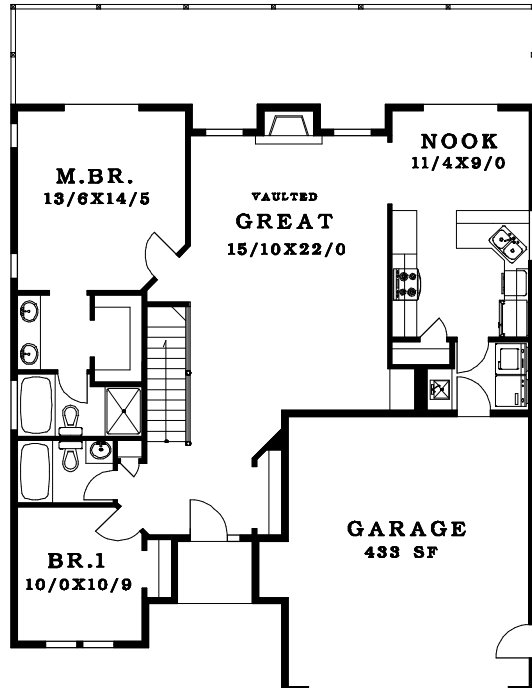 NOOK
11/4X9/0
M.BR.
13/6X14/5
VAULTED
GREAT
15/10X22/0
GARAGE
433 SF
BR.1
10/0X10/9